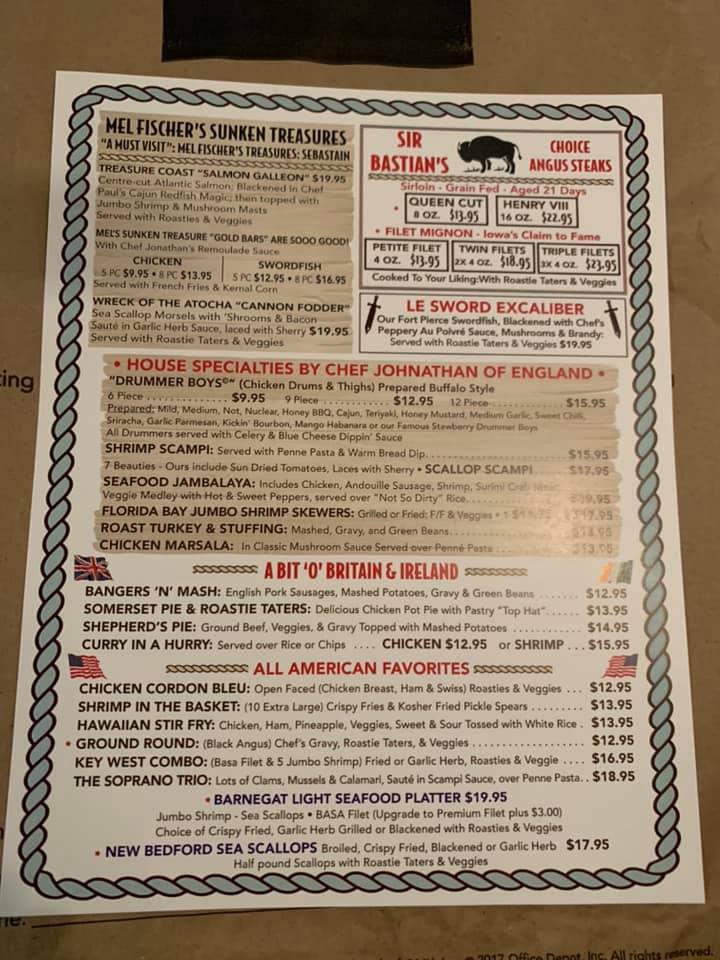 MEL FISCHER'S SUNKEN TREASURES
"A MUST VISIT": MEL FISCHER'S TREASURES: SEBASTAIN
TREASURE COAST "SALMON GALLEON" $19.95
Centre-cut Atlantic Salmon; Blackened in Chef
Paul's Cajun Redfish Magic; then topped with
Jumbo Shrimp & Mushroom Masts
Served with Roasties & Veggies
MEL'S SUNKEN TREASURE "GOLD BARS" ARE SOOO GOOD!
With Chef Jonathan's Remoulade Sauce
CHICKEN
5 PC $9.95 • 8 PC $13.95
SWORDFISH
5 PC $12.95 • 8 PC $16.95
Served with French Fries & Kernal Corn
WRECK OF THE ATOCHA "CANNON FODDER"
Sea Scallop Morsels with 'Shrooms & Bacon
Sauté in Garlic Herb Sauce, laced with Sherry $19.95
Served with Roastie Taters & Veggies
SIR
BASTIAN'S
CHOICE
ANGUS STEAKS
Sirloin - Grain Fed - Aged 21 Days
• QUEEN CUT
8 OZ. $13.95
HENRY VIII
16 OZ. $22.95
• FILET MIGNON - Iowa's Claim to Fame
PETITE FILET
4 OZ. $13.95
TWIN FILETS
2X 4 OZ. $18.95
TRIPLE FILETS
3X 4 OZ. $23.95
Cooked To Your Liking:With Roastie Taters & Veggies
LE SWORD EXCALIBER
Our Fort Pierce Swordfish, Blackened with Chef's
Peppery Au Poivré Sauce, Mushrooms & Brandy:
Served with Roastie Taters & Veggies $19.95
• HOUSE SPECIALTIES BY CHEF JOHNATHAN OF ENGLAND •
"DRUMMER BOYS©" (Chicken Drums & Thighs) Prepared Buffalo Style
6 Piece .................. $9.95 9 Piece .................. $12.95 12 Piece .................. $15.95
Prepared: Mild, Medium, Not, Nuclear, Honey BBQ, Cajun, Teriyaki, Honey Mustard, Medium Garlic, Sweet Chili,
Sriracha, Garlic Parmesan, Kickin' Bourbon, Mango Habanara or our Famous Stewberry Drummer Boys
All Drummers served with Celery & Blue Cheese Dippin' Sauce
SHRIMP SCAMPI: Served with Penne Pasta & Warm Bread Dip .................. $15.95
7 Beauties - Ours include Sun Dried Tomatoes, Laces with Sherry • SCALLOP SCAMPI $17.95
SEAFOOD JAMBALAYA: Includes Chicken, Andouille Sausage, Shrimp, Surimi Crab Meat,
Veggie Medley with Hot & Sweet Peppers, served over "Not So Dirty" Rice .................. $19.95
FLORIDA BAY JUMBO SHRIMP SKEWERS: Grilled or Fried: F/F & Veggies • $17.95
ROAST TURKEY & STUFFING: Mashed, Gravy, and Green Beans ..................
CHICKEN MARSALA: In Classic Mushroom Sauce Served over Penné Pasta .................. $13.95
A BIT 'O' BRITAIN & IRELAND
BANGERS 'N' MASH: English Pork Sausages, Mashed Potatoes, Gravy & Green Beans ....... $12.95
SOMERSET PIE & ROASTIE TATERS: Delicious Chicken Pot Pie with Pastry "Top Hat" ...... $13.95
SHEPHERD'S PIE: Ground Beef, Veggies, & Gravy Topped with Mashed Potatoes ............ $14.95
CURRY IN A HURRY: Served over Rice or Chips .... CHICKEN $12.95 or SHRIMP ... $15.95
ALL AMERICAN FAVORITES
CHICKEN CORDON BLEU: Open Faced (Chicken Breast, Ham & Swiss) Roasties & Veggies ... $12.95
SHRIMP IN THE BASKET: (10 Extra Large) Crispy Fries & Kosher Fried Pickle Spears ......... $13.95
HAWAIIAN STIR FRY: Chicken, Ham, Pineapple, Veggies, Sweet & Sour Tossed with White Rice . $13.95
• GROUND ROUND: (Black Angus) Chef's Gravy, Roastie Taters, & Veggies ...................... $12.95
KEY WEST COMBO: (Basa Filet & 5 Jumbo Shrimp) Fried or Garlic Herb, Roasties & Veggie .... $16.95
THE SOPRANO TRIO: Lots of Clams, Mussels & Calamari, Sauté in Scampi Sauce, over Penne Pasta. . $18.95
• BARNEGAT LIGHT SEAFOOD PLATTER $19.95
Jumbo Shrimp - Sea Scallops • BASA Filet (Upgrade to Premium Filet plus $3.00)
Choice of Crispy Fried, Garlic Herb Grilled or Blackened with Roasties & Veggies
• NEW BEDFORD SEA SCALLOPS Broiled, Crispy Fried, Blackened or Garlic Herb $17.95
Half pound Scallops with Roastie Taters & Veggies
2017 Office Depot, Inc. All rights reserved.